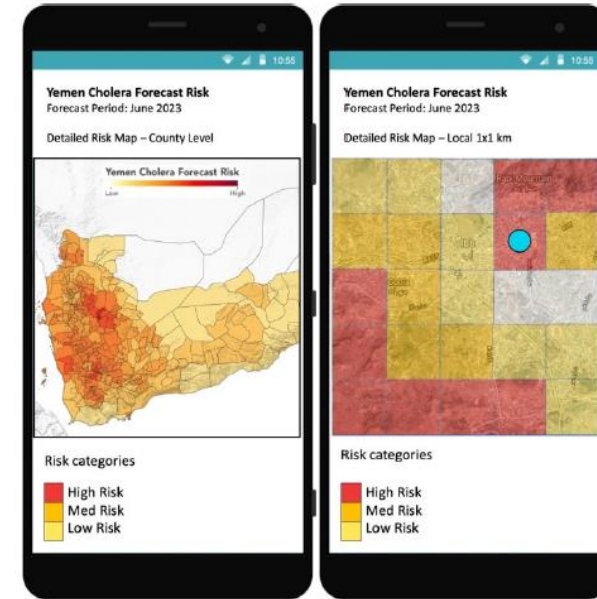 10:55
Yemen Cholera Forecast Risk
Forecast Period: June 2023
Detailed Risk Map – County Level
Yemen Cholera Forecast Risk
Low High
Risk categories
High Risk
Med Risk
Low Risk
10:55
Yemen Cholera Forecast Risk
Forecast Period: June 2023
Detailed Risk Map – Local 1x1 km
Ibb
Risk categories
High Risk
Med Risk
Low Risk